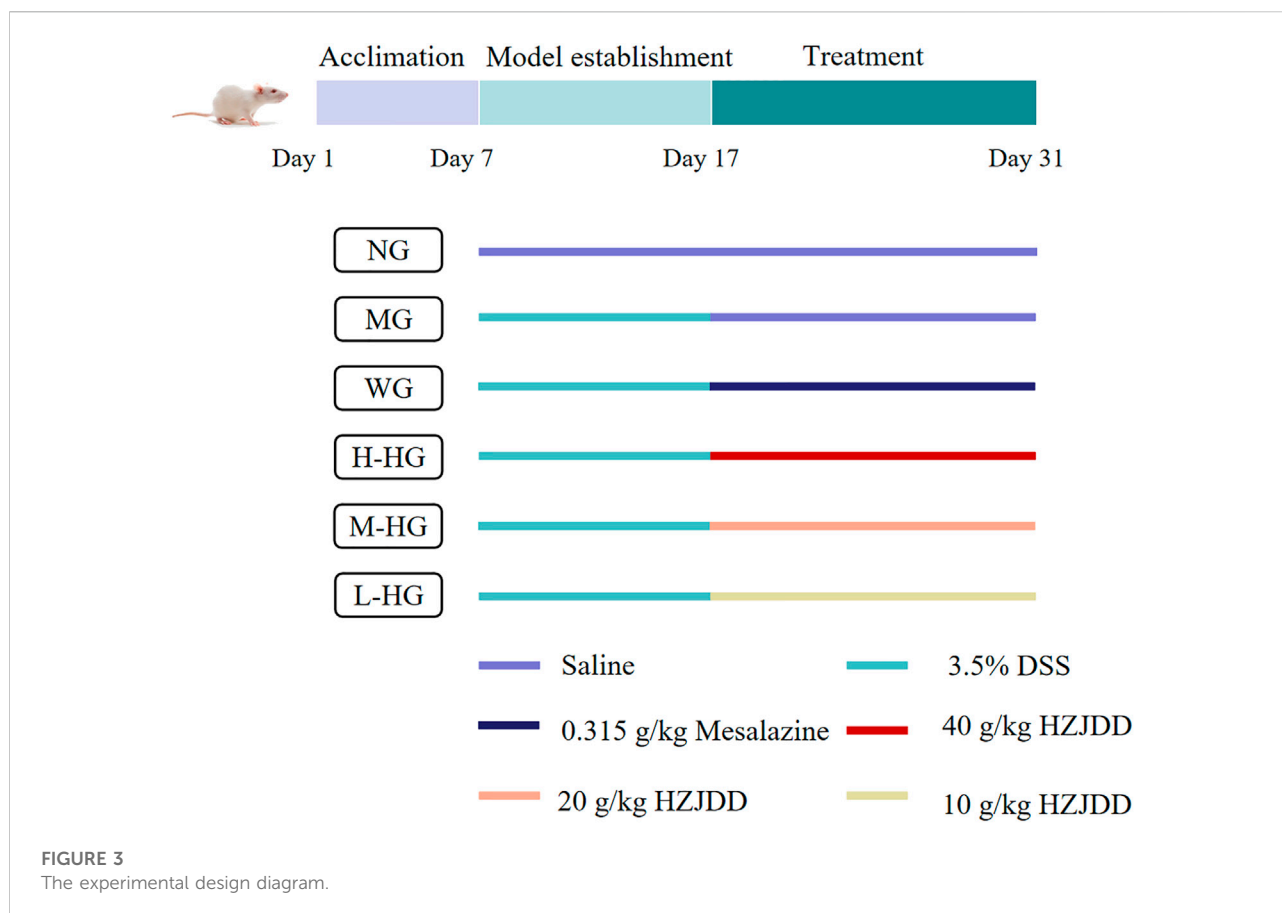 Acclimation Model establishment Treatment
Day 1 Day 7 Day 17 Day 31
NG
MG
WG
H-HG
M-HG
L-HG
Saline 3.5% DSS
0.315 g/kg Mesalazine 40 g/kg HZJDD
20 g/kg HZJDD 10 g/kg HZJDD
FIGURE 3
The experimental design diagram.